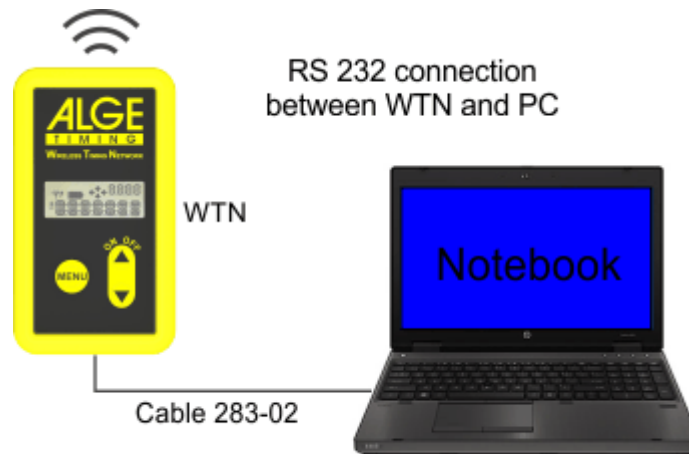 RS 232 connection
between WTN and PC
ALGE
TIMING
WIRELESS TIMING NETWORK
8888
WTN
ON OFF
MENU
Notebook
Cable 283-02